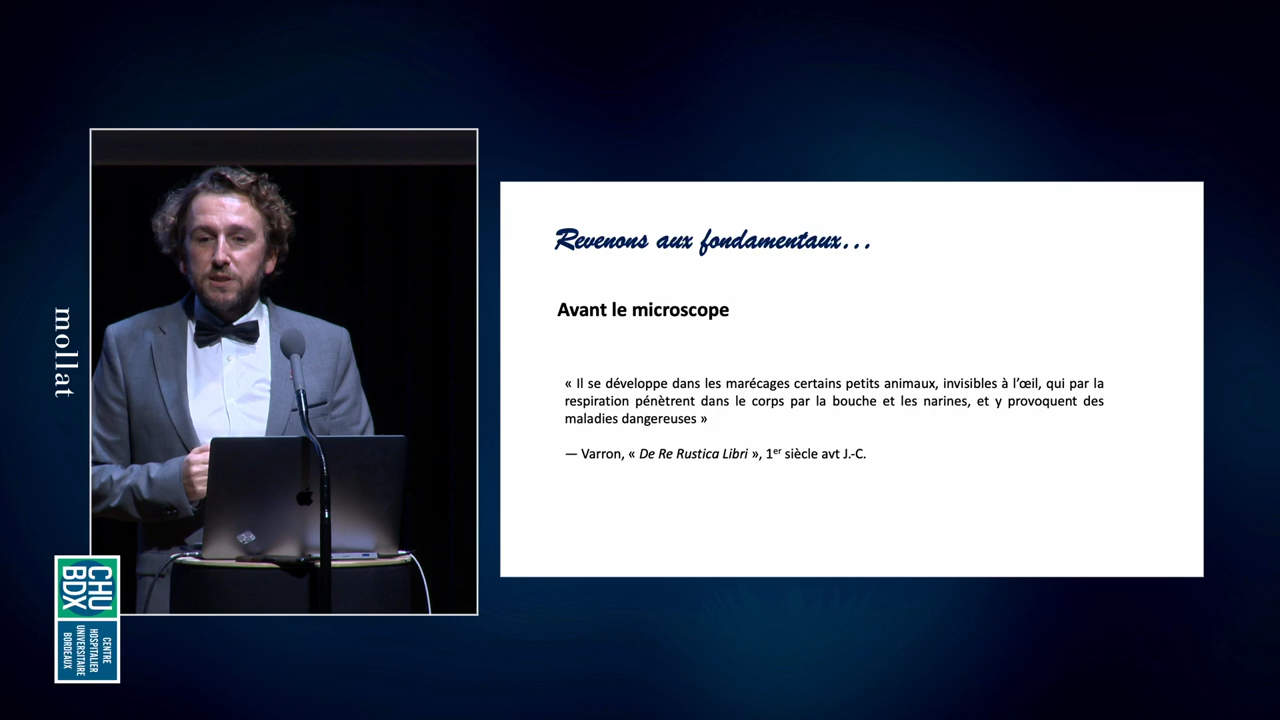 Revenons aux fondamentaux...
Avant le microscope
« Il se développe dans les marécages certains petits animaux, invisibles à l’œil, qui par la
respiration pénètrent dans le corps par la bouche et les narines, et y provoquent des
maladies dangereuses »
— Varron, « De Re Rustica Libri », 1er siècle avt J.-C.
mollat
CHU
BDX
CENTRE
HOSPITALIER
UNIVERSITAIRE
BORDEAUX